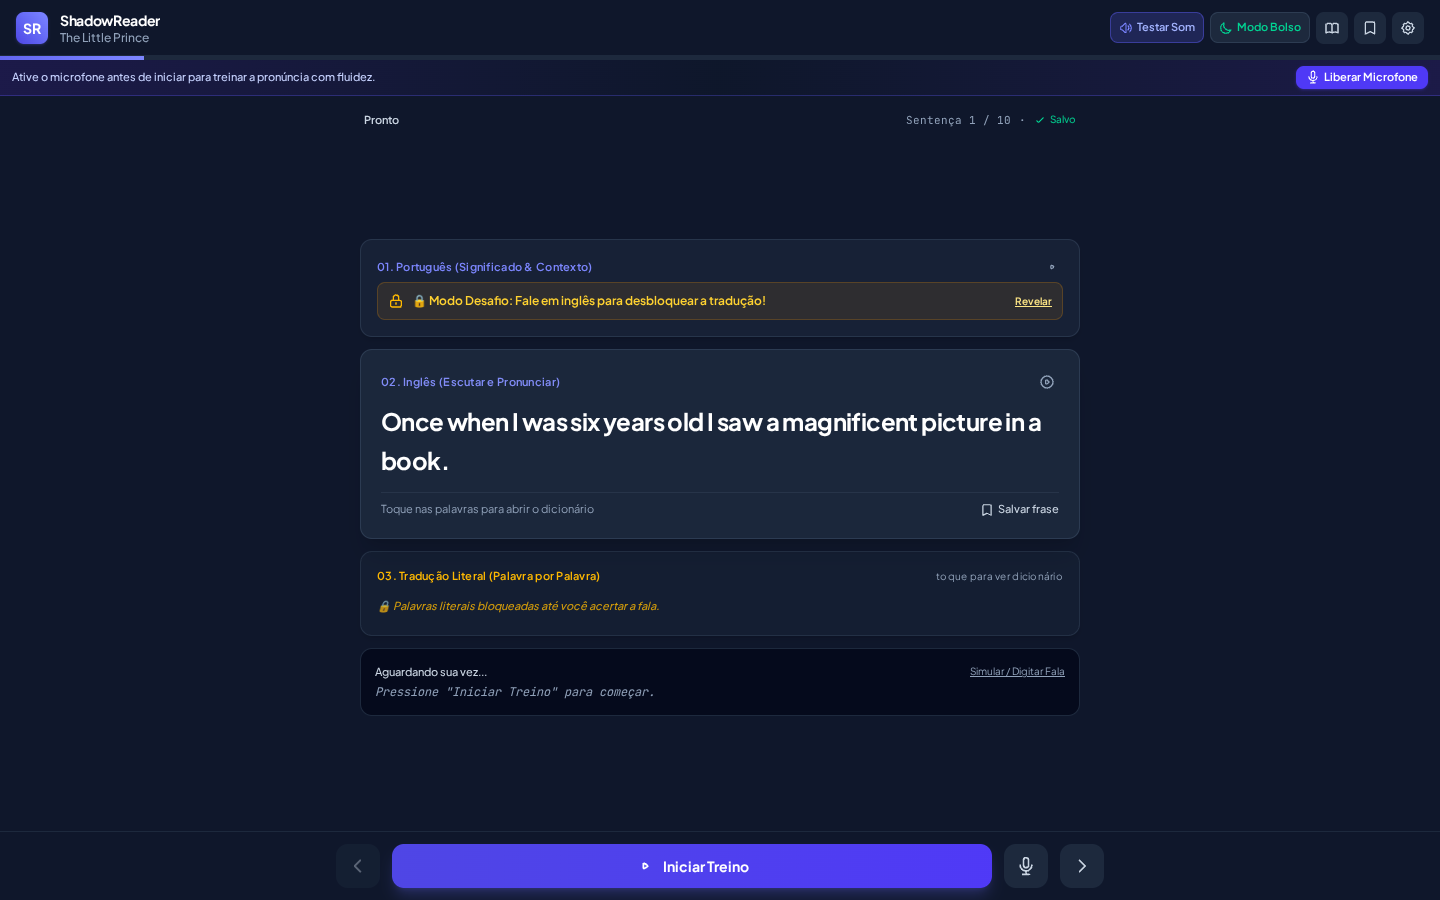 SR
ShadowReader
The Little Prince
Testar Som
Modo Bolso
Ative o microfone antes de iniciar para treinar a pronúncia com fluidez.
Liberar Microfone
Pronto
Sentença 1 / 10 · Salvo
01. Português (Significado & Contexto)
🔒 Modo Desafio: Fale em inglês para desbloquear a tradução!
Revelar
02. Inglês (Escutar e Pronunciar)
Once when I was six years old I saw a magnificent picture in a
book.
Toque nas palavras para abrir o dicionário
Salvar frase
03. Tradução Literal (Palavra por Palavra)
toque para ver dicionário
🔒 Palavras literais bloqueadas até você acertar a fala.
Aguardando sua vez...
Simular / Digitar Fala
Pressione "Iniciar Treino" para começar.
Iniciar Treino